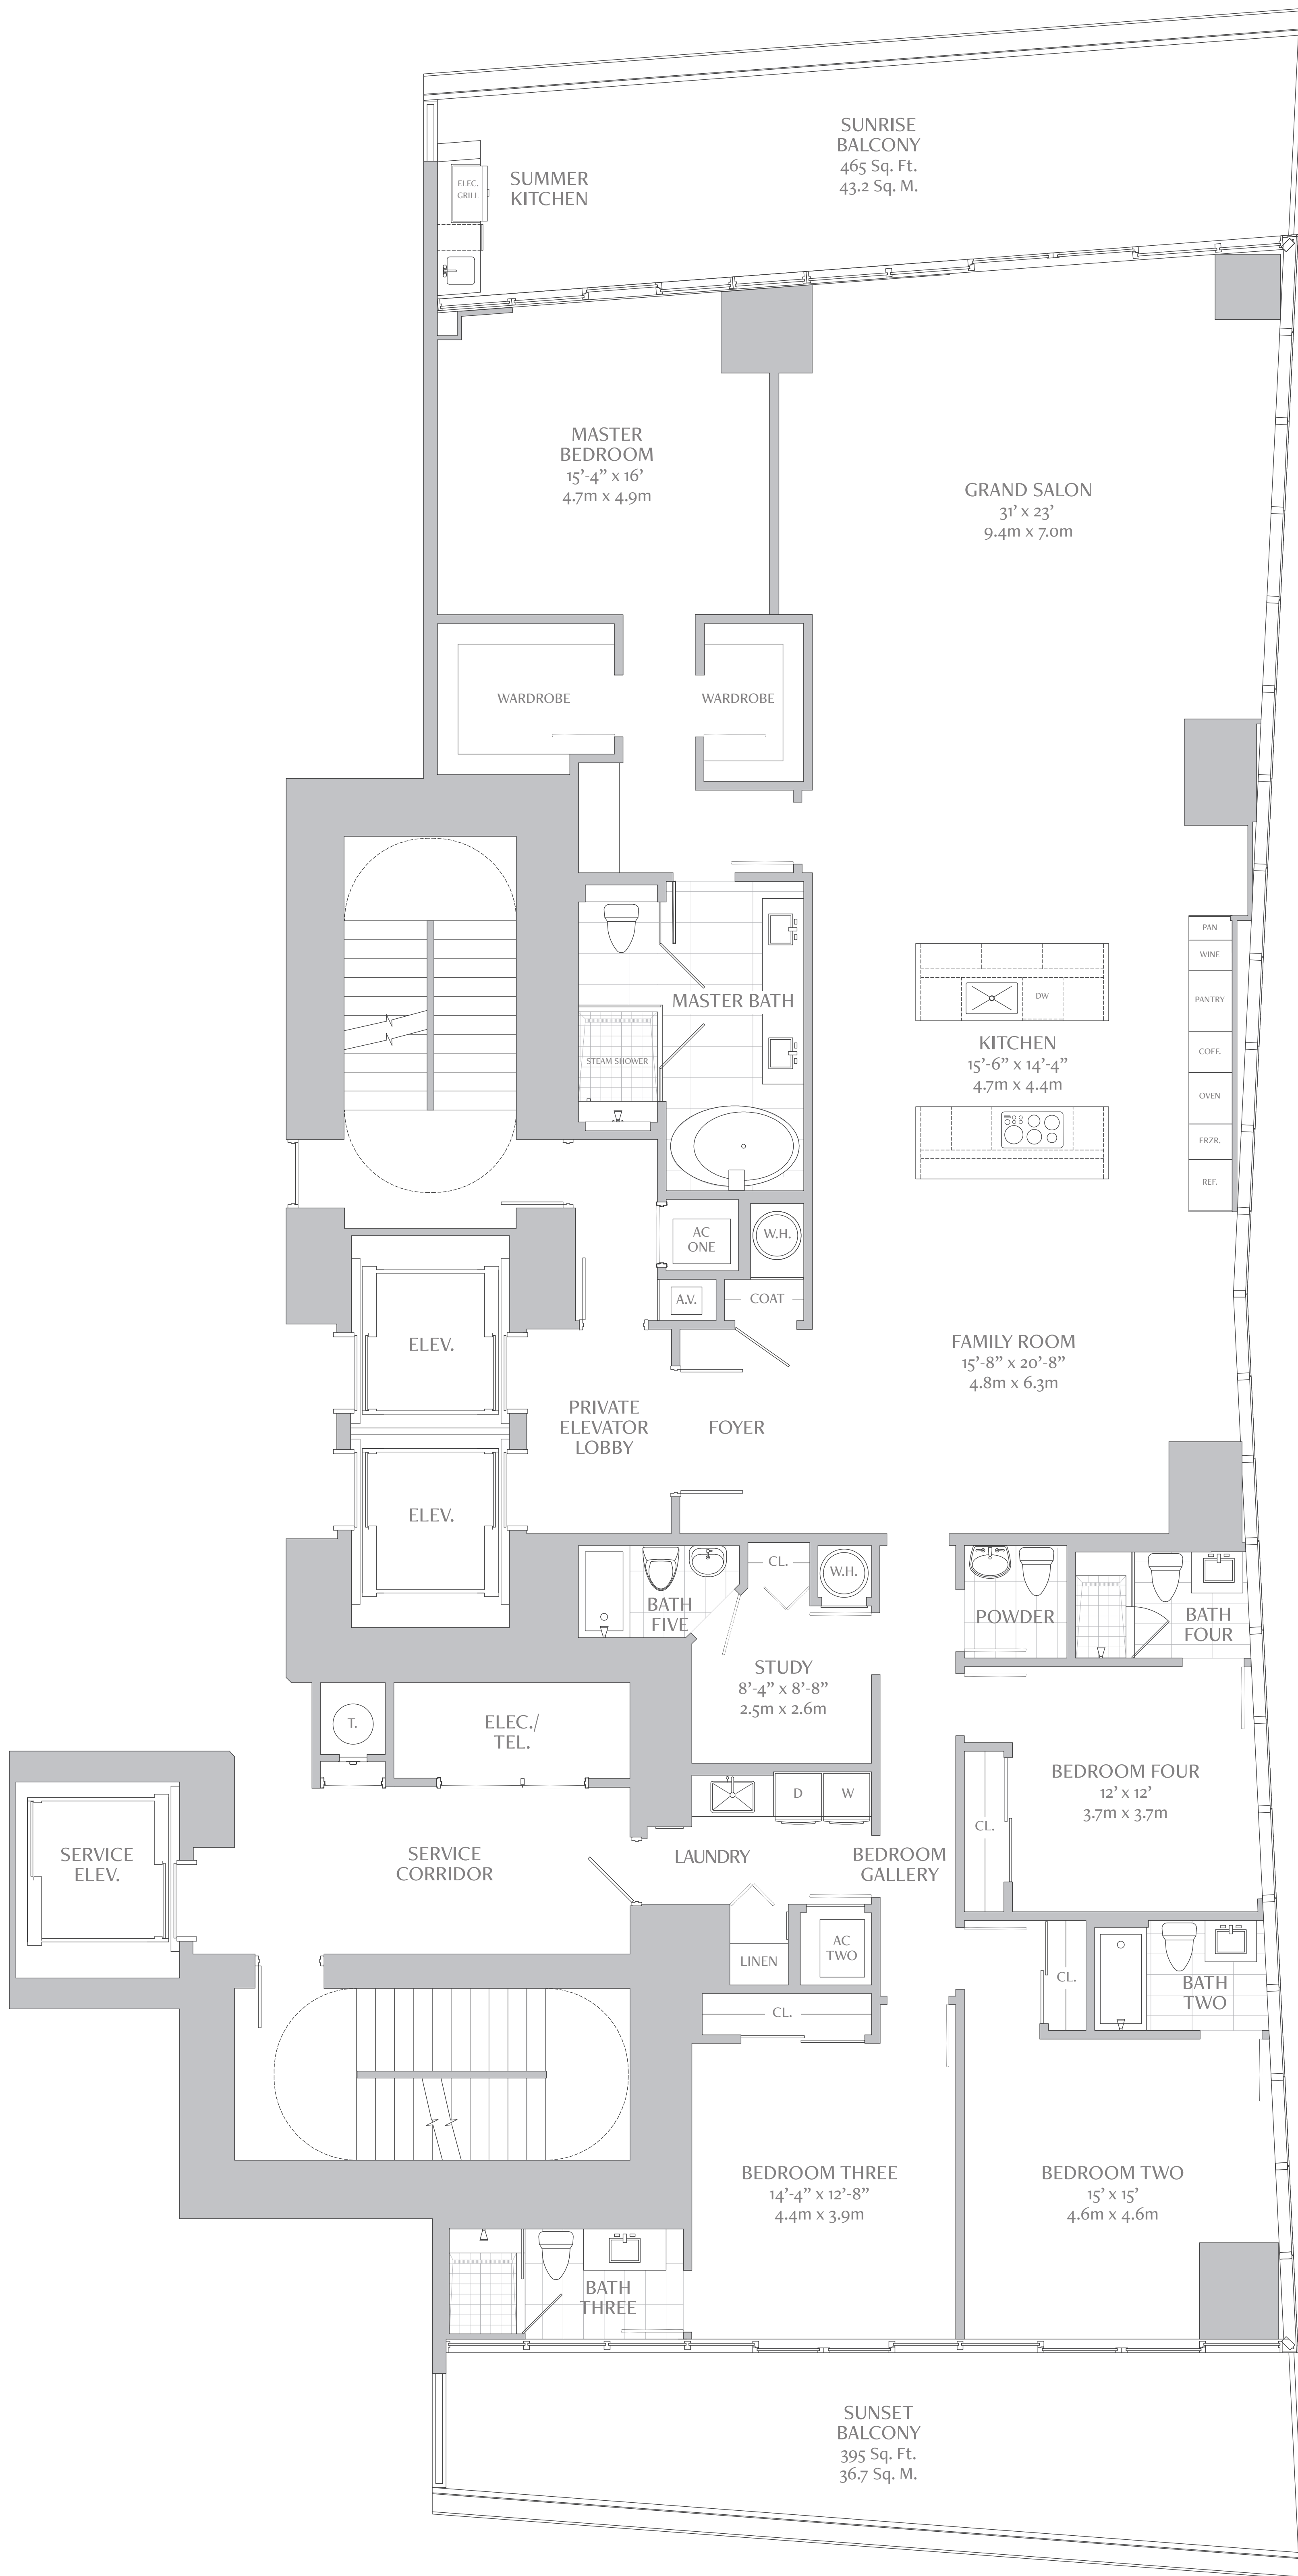 SUNRISE
BALCONY
465 Sq. Ft.
43.2 Sq. M.
ELEC.
GRILL
SUMMER
KITCHEN
MASTER
BEDROOM
15’-4” x 16’
4.7m x 4.9m
GRAND SALON
31’ x 23’
9.4m x 7.0m
WARDROBE
WARDROBE
PAN
WINE
PANTRY
COFF.
OVEN
FRZR.
REF.
DW
MASTER BATH
STEAM SHOWER
KITCHEN
15’-6” x 14’-4”
4.7m x 4.4m
AC
ONE
W.H.
A.V.
COAT
ELEV.
FAMILY ROOM
15’-8” x 20’-8”
4.8m x 6.3m
PRIVATE
ELEVATOR
LOBBY
FOYER
ELEV.
CL.
W.H.
BATH
FIVE
POWDER
BATH
FOUR
STUDY
8’-4” x 8’-8”
2.5m x 2.6m
T.
ELEC./
TEL.
BEDROOM FOUR
12’ x 12’
3.7m x 3.7m
D
W
CL.
SERVICE
ELEV.
SERVICE
CORRIDOR
LAUNDRY
BEDROOM
GALLERY
AC
TWO
LINEN
CL.
BATH
TWO
CL.
BEDROOM THREE
14’-4” x 12’-8”
4.4m x 3.9m
BEDROOM TWO
15’ x 15’
4.6m x 4.6m
BATH
THREE
SUNSET
BALCONY
395 Sq. Ft.
36.7 Sq. M.